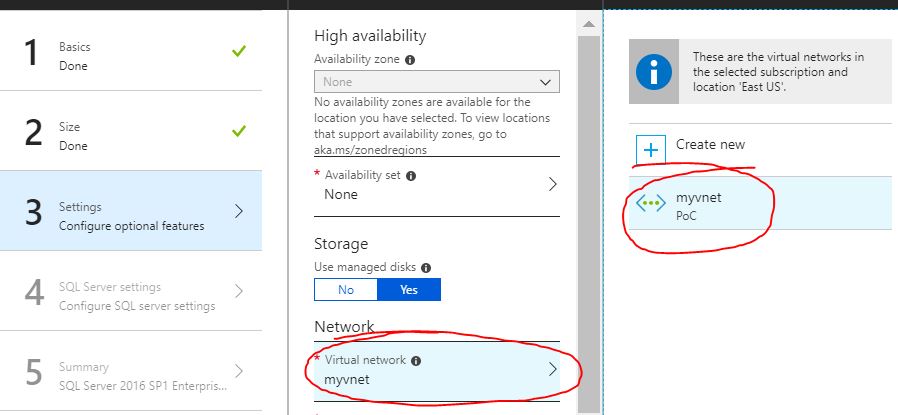 1
Basics
Done
2
Size
Done
3
Settings
Configure optional features
4
SQL Server settings
Configure SQL server settings
5
Summary
SQL Server 2016 SP1 Enterpris...
High availability
Availability zone
None
No availability zones are available for the
location you have selected. To view locations
that support availability zones, go to
aka.ms/zonedregions
* Availability set
None
Storage
Use managed disks
No Yes
Network
* Virtual network
myvnet
These are the virtual networks in
the selected subscription and
location 'East US'.
Create new
myvnet
PoC